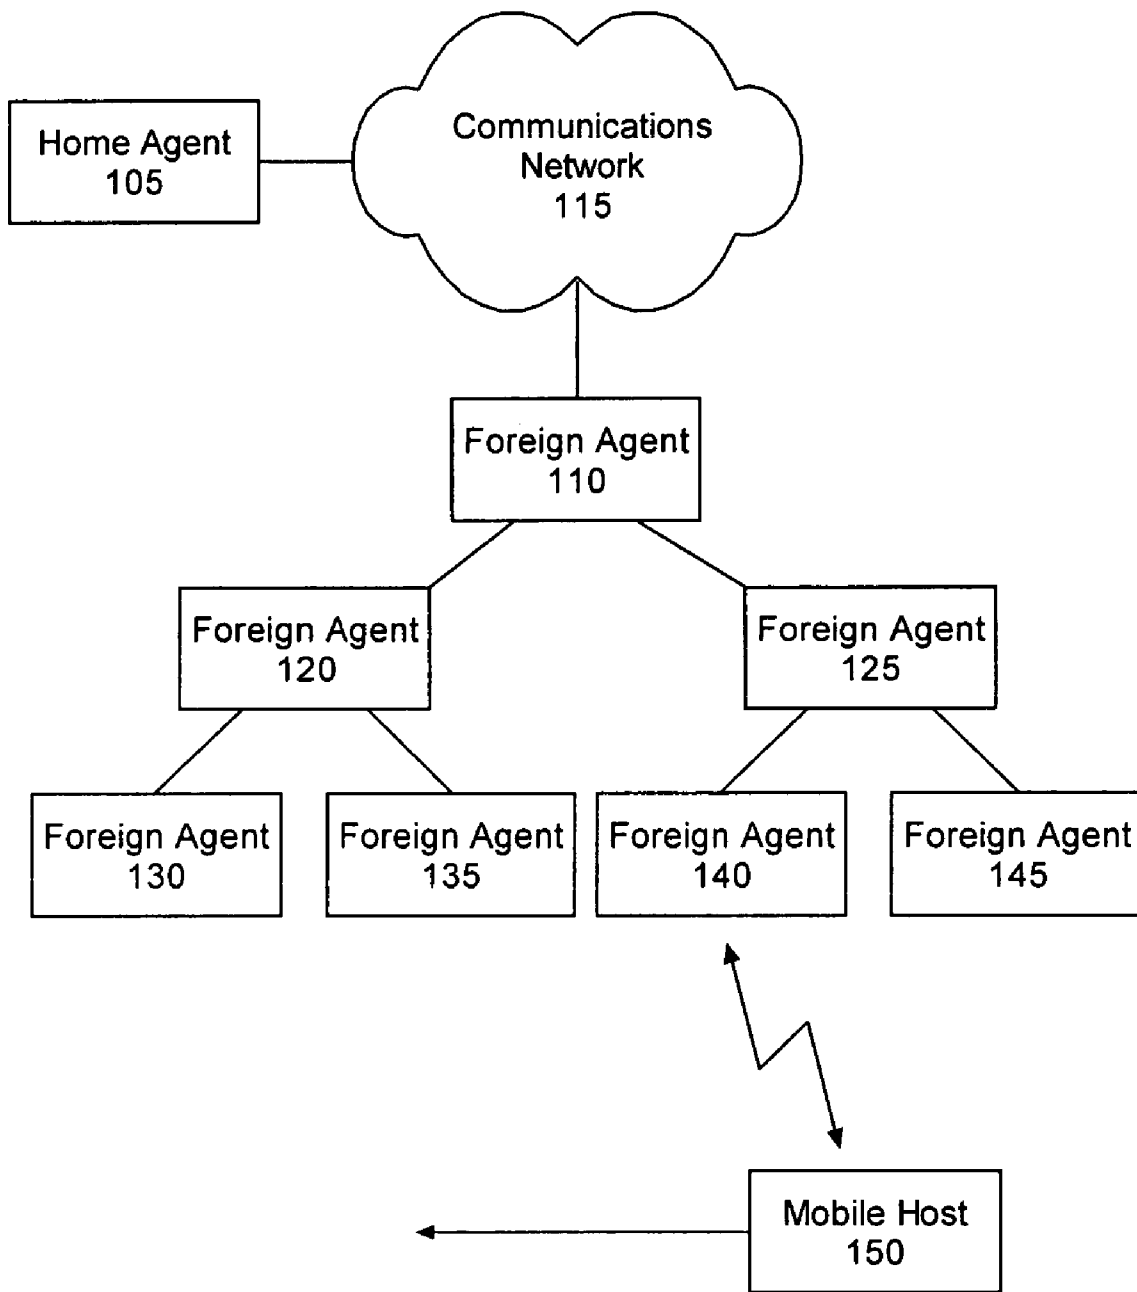 Communications
Network
115
Home Agent
105
Foreign Agent
110
Foreign Agent
120
Foreign Agent
125
Foreign Agent
130
Foreign Agent
135
Foreign Agent
140
Foreign Agent
145
Mobile Host
150